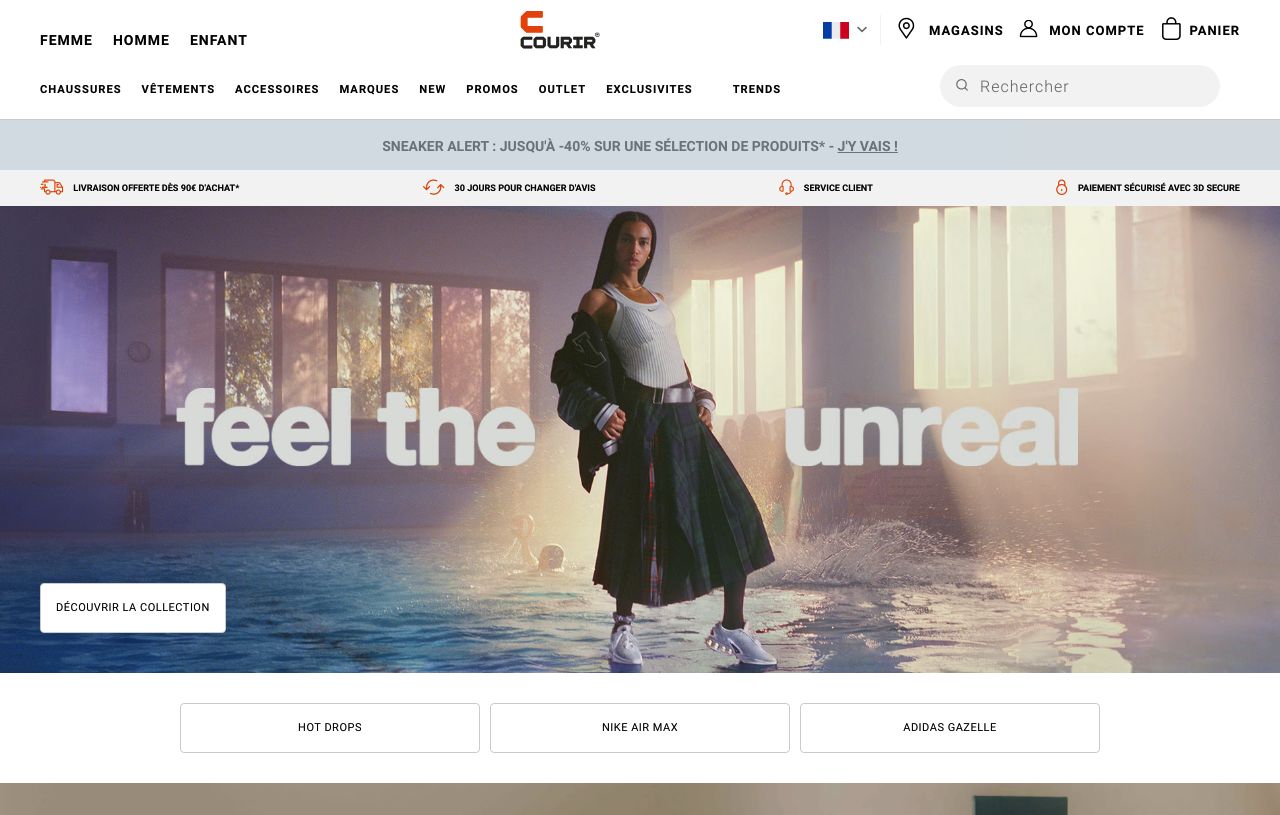 FEMME HOMME ENFANT
COURIR
MAGASINS MON COMPTE PANIER
CHAUSSURES VÊTEMENTS ACCESSOIRES MARQUES NEW PROMOS OUTLET EXCLUSIVITES TRENDS
Rechercher
SNEAKER ALERT : JUSQU'À -40% SUR UNE SÉLECTION DE PRODUITS* - J'Y VAIS !
LIVRAISON OFFERTE DÈS 90€ D'ACHAT* 30 JOURS POUR CHANGER D'AVIS SERVICE CLIENT PAIEMENT SÉCURISÉ AVEC 3D SECURE
feel the unreal
DÉCOUVRIR LA COLLECTION
HOT DROPS NIKE AIR MAX ADIDAS GAZELLE